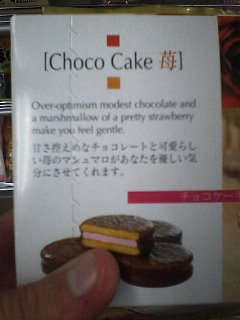 [Choco Cake 苺]
Over-optimism modest chocolate and
a marshmallow of a pretty strawberry
make you feel gentle.
甘さ控えめなチョコレートと可愛らし
い苺のマシュマロがあなたを優しい気
分にさせてくれます。
チョコケー